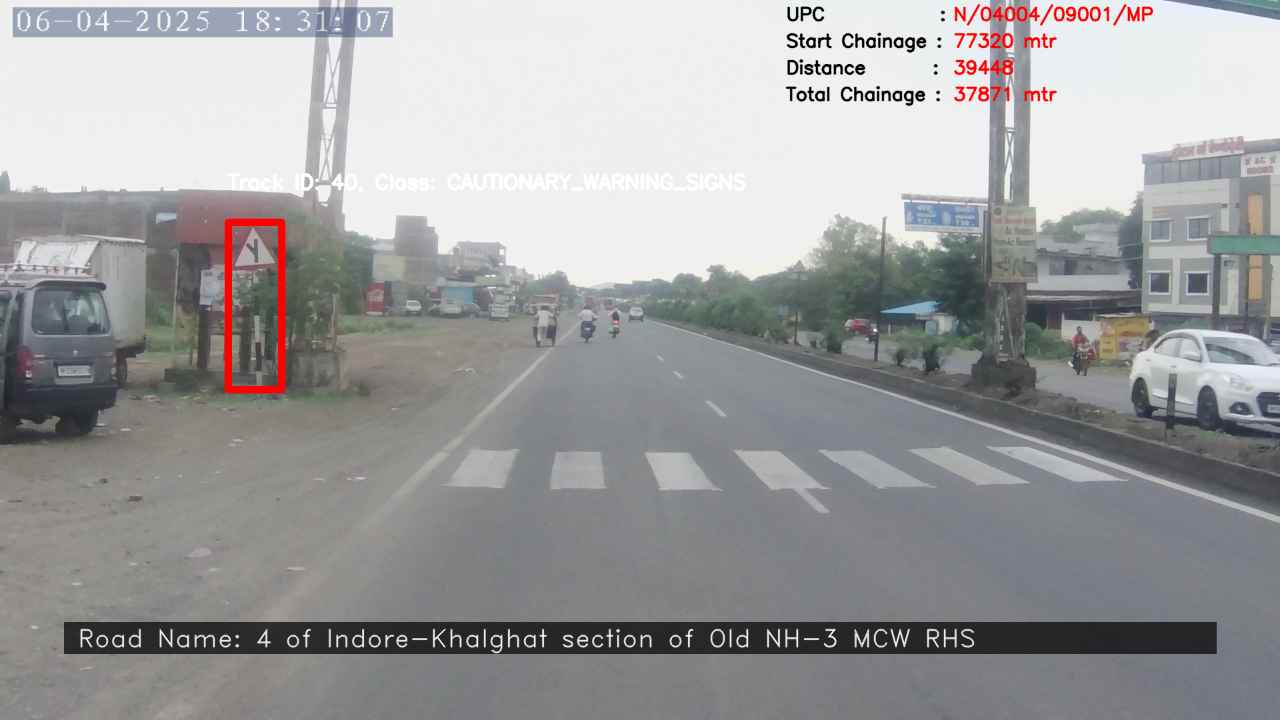 06-04-2025 18:31:07
UPC : N/04004/09001/MP
Start Chainage : 77320 mtr
Distance : 39448
Total Chainage : 37871 mtr
Track ID: 40, Class: CAUTIONARY_WARNING_SIGNS
Road Name: 4 of Indore-Khalghat section of Old NH-3 MCW RHS